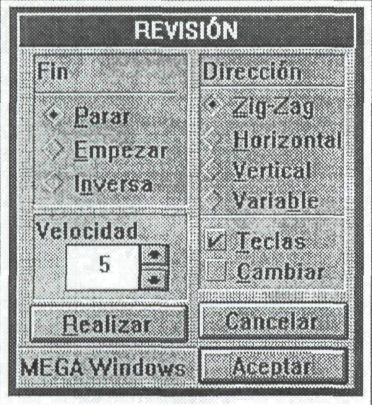 REVISIÓN
Fin
Parar
Empezar
Inversa
Velocidad
5
Dirección
Zig-Zag
Horizontal
Vertical
Variable
Teclas
Cambiar
Realizar
Cancelar
MEGA Windows
Aceptar